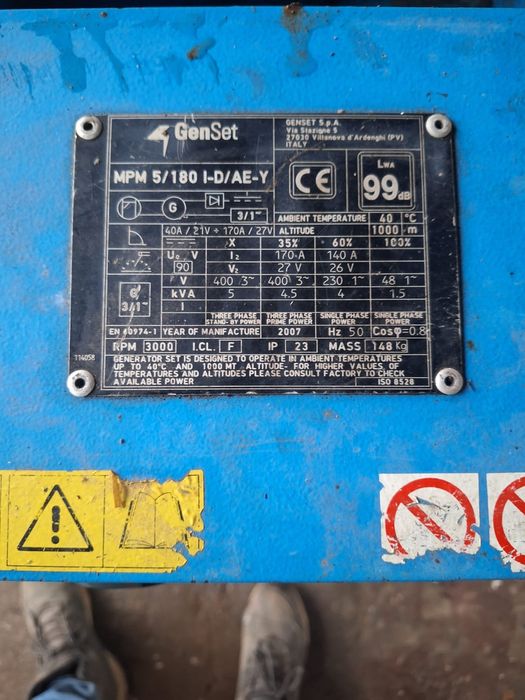 GenSet
GENSET S.p.A.
Via Stazione 5
27030 Villanova d'Ardenghi (PV)
ITALY
MPM 5/180 I-D/AE-Y
CE
LWA
99 dB
G
3/1~
AMBIENT TEMPERATURE 40 °C
40A / 21V ÷ 170A / 27V ALTITUDE 1000 m
X 35% 60% 100%
U₀ V I₂ 170 A 140 A
90 V₂ 27 V 26 V
V 400 3~ 400 3~ 230 1~ 48 1~
3/1~ kVA 5 4.5 4 1.5
THREE PHASE STAND-BY POWER THREE PHASE PRIME POWER SINGLE PHASE POWER SINGLE PHASE POWER
EN 60974-1 YEAR OF MANIFACTURE 2007 Hz 50 Cosφ=0.8
RPM 3000 I.CL. F IP 23 MASS 148 Kg
114058
GENERATOR SET IS DESIGNED TO OPERATE IN AMBIENT TEMPERATURES
UP TO 40°C AND 1000 MT ALTITUDE- FOR HIGHER VALUES OF
TEMPERATURES AND ALTITUDES PLEASE CONSULT FACTORY TO CHECK
AVAILABLE POWER ISO 8528